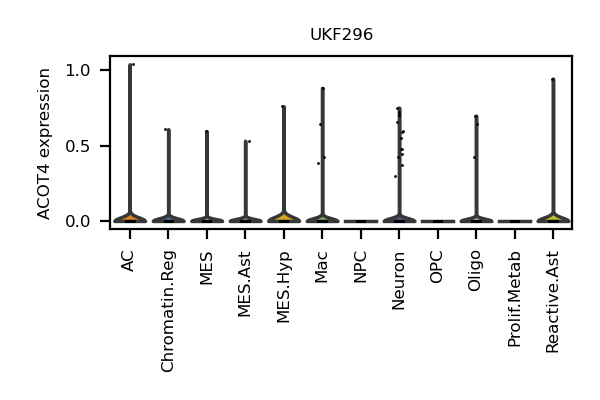 UKF296
ACOT4 expression
1.0
0.5
0.0
AC
Chromatin.Reg
MES
MES.Ast
MES.Hyp
Mac
NPC
Neuron
OPC
Oligo
Prolif.Metab
Reactive.Ast